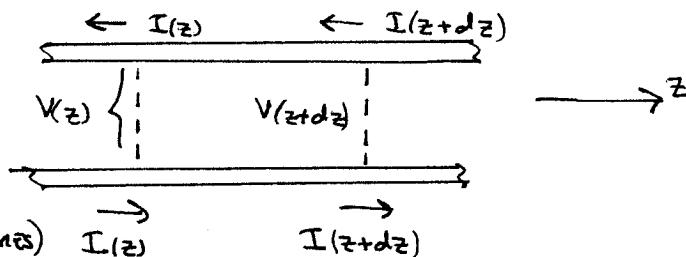 ← I(z) ← I(z+dz)
V(z) { V(z+dz) → z
→ I(z) → I(z+dz)